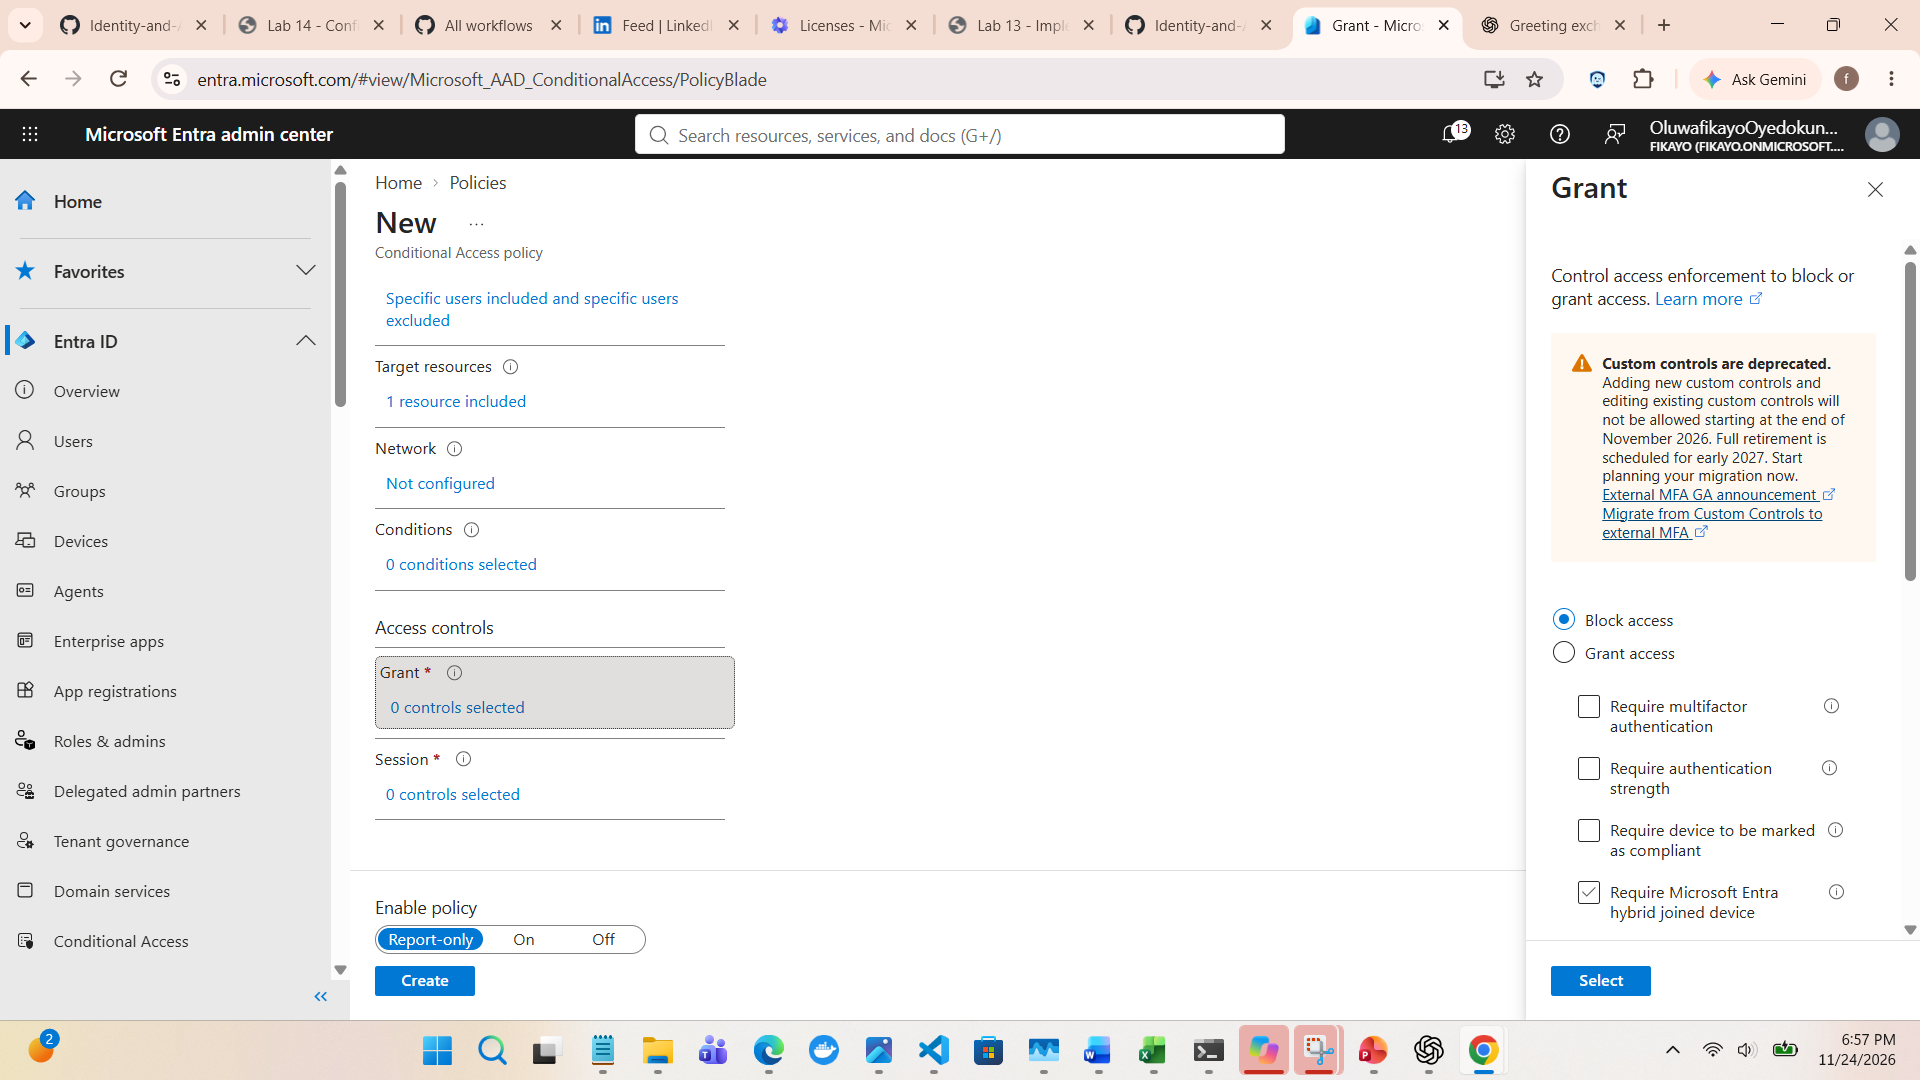 Identity-and-A
Lab 14 - Conf
All workflows
Feed | LinkedI
Licenses - Mic
Lab 13 - Imple
Identity-and-A
Grant - Micros
Greeting exch
entra.microsoft.com/#view/Microsoft_AAD_ConditionalAccess/PolicyBlade
Ask Gemini
f
Microsoft Entra admin center
Search resources, services, and docs (G+/)
13
OluwafikayoOyedokun...
FIKAYO (FIKAYO.ONMICROSOFT....
Home
Favorites
Entra ID
Overview
Users
Groups
Devices
Agents
Enterprise apps
App registrations
Roles & admins
Delegated admin partners
Tenant governance
Domain services
Conditional Access
Home > Policies
New ...
Conditional Access policy
Specific users included and specific users
excluded
Target resources
1 resource included
Network
Not configured
Conditions
0 conditions selected
Access controls
Grant *
0 controls selected
Session *
0 controls selected
Enable policy
Report-only On Off
Create
Grant
Control access enforcement to block or
grant access. Learn more
Custom controls are deprecated.
Adding new custom controls and
editing existing custom controls will
not be allowed starting at the end of
November 2026. Full retirement is
scheduled for early 2027. Start
planning your migration now.
External MFA GA announcement
Migrate from Custom Controls to
external MFA
Block access
Grant access
Require multifactor
authentication
Require authentication
strength
Require device to be marked
as compliant
Require Microsoft Entra
hybrid joined device
Select
2
6:57 PM
11/24/2026